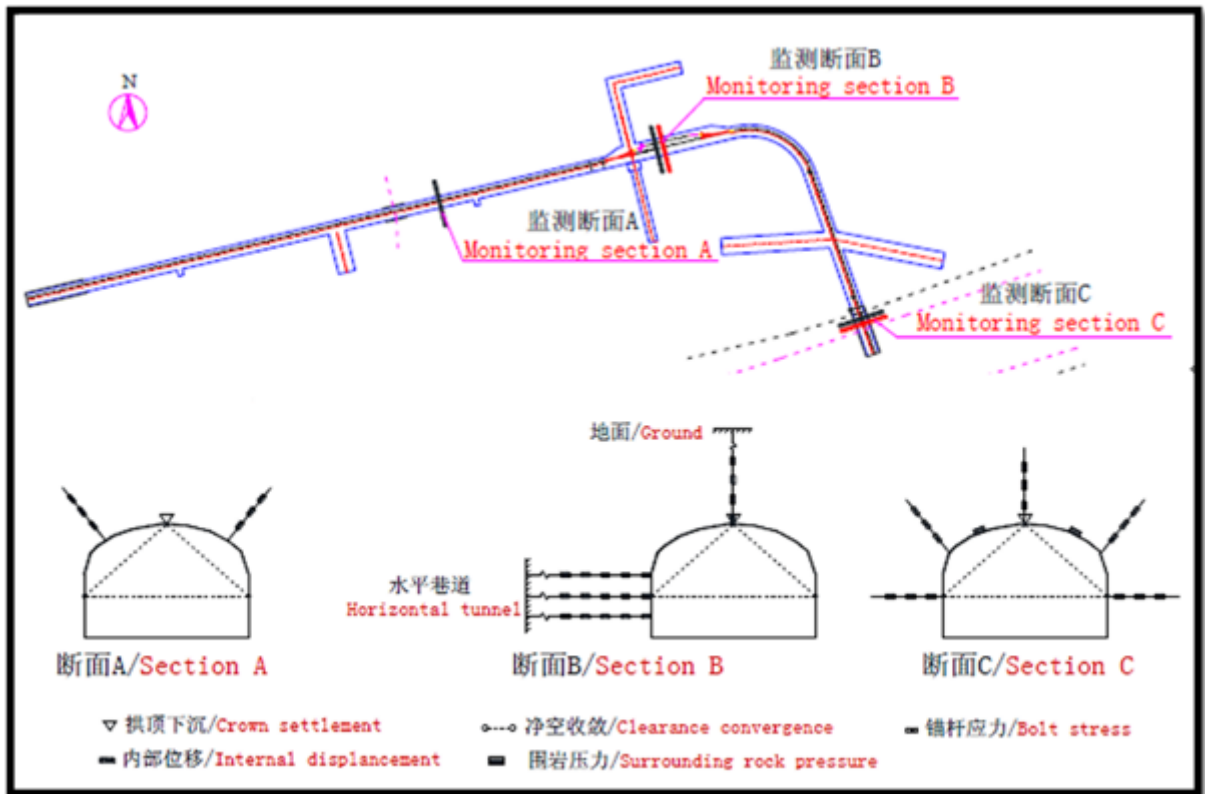 N
监测断面B
Monitoring section B
监测断面A
Monitoring section A
监测断面C
Monitoring section C
地面/Ground
水平巷道
Horizontal tunnel
断面A/Section A
断面B/Section B
断面C/Section C
拱顶下沉/Crown settlement
净空收敛/Clearance convergence
锚杆应力/Bolt stress
内部位移/Internal displancement
围岩压力/Surrounding rock pressure